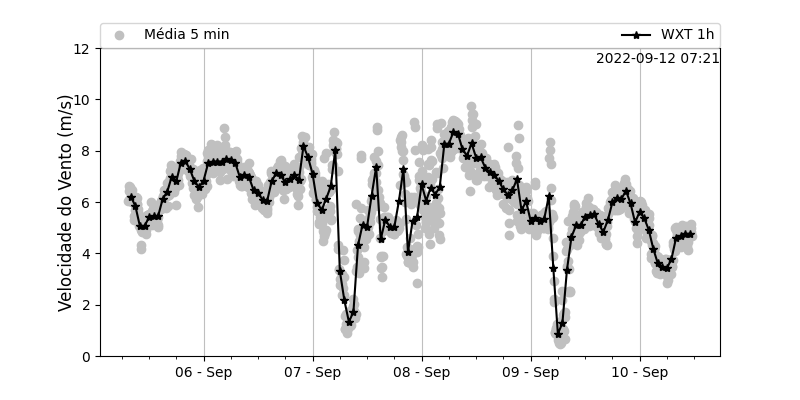 Média 5 min
WXT 1h
2022-09-12 07:21
Velocidade do Vento (m/s)
12
10
8
6
4
2
0
06 - Sep
07 - Sep
08 - Sep
09 - Sep
10 - Sep